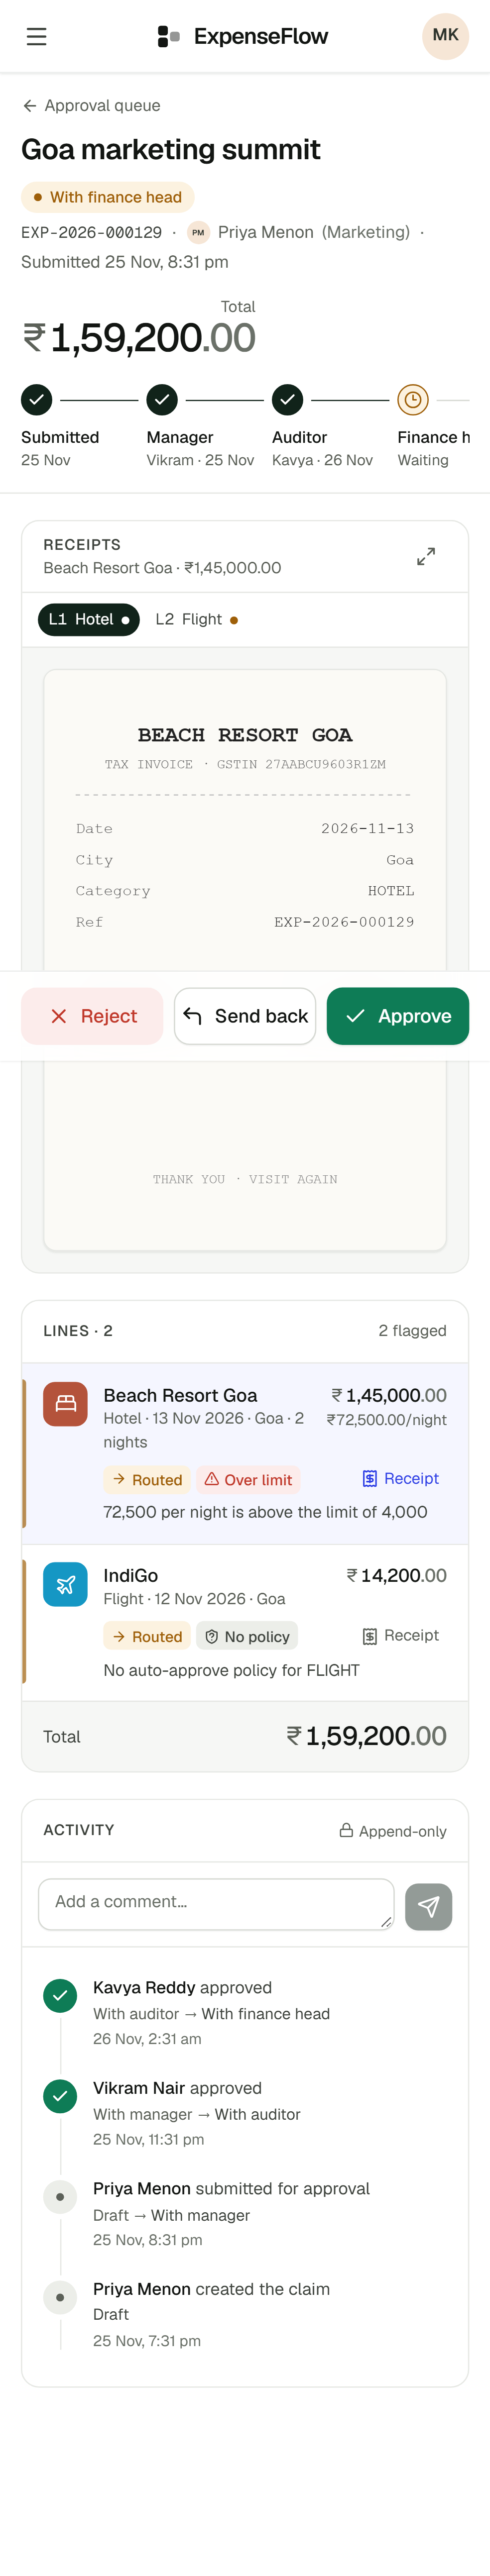 ExpenseFlow
MK
← Approval queue
Goa marketing summit
With finance head
EXP-2026-000129 · PM Priya Menon (Marketing) ·
Submitted 25 Nov, 8:31 pm
Total
₹1,59,200.00
Submitted Manager Auditor Finance h
25 Nov Vikram · 25 Nov Kavya · 26 Nov Waiting
RECEIPTS
Beach Resort Goa · ₹1,45,000.00
L1 Hotel L2 Flight
BEACH RESORT GOA
TAX INVOICE · GSTIN 27AABCU9603R1ZM
Date 2026-11-13
City Goa
Category HOTEL
Ref EXP-2026-000129
Reject Send back Approve
THANK YOU · VISIT AGAIN
LINES · 2 2 flagged
Beach Resort Goa ₹1,45,000.00
Hotel · 13 Nov 2026 · Goa · 2 ₹72,500.00/night
nights
→ Routed Over limit Receipt
72,500 per night is above the limit of 4,000
IndiGo ₹14,200.00
Flight · 12 Nov 2026 · Goa
→ Routed No policy Receipt
No auto-approve policy for FLIGHT
Total ₹1,59,200.00
ACTIVITY Append-only
Add a comment...
Kavya Reddy approved
With auditor → With finance head
26 Nov, 2:31 am
Vikram Nair approved
With manager → With auditor
25 Nov, 11:31 pm
Priya Menon submitted for approval
Draft → With manager
25 Nov, 8:31 pm
Priya Menon created the claim
Draft
25 Nov, 7:31 pm